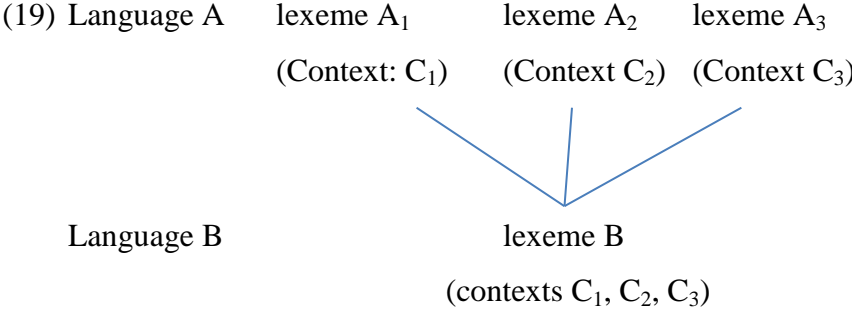 (19) Language A lexeme A₁ lexeme A₂ lexeme A₃
(Context: C₁) (Context C₂) (Context C₃)
Language B lexeme B
(contexts C₁, C₂, C₃)